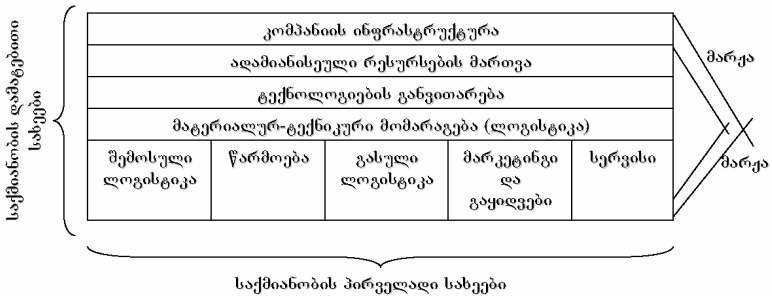 საქმიანობის დამატებითი
სახეები
კომპანიის ინფრასტრუქტურა
ადამიანისეული რესურსების მართვა
ტექნოლოგიების განვითარება
მატერიალურ-ტექნიკური მომარაგება (ლოგისტიკა)
შემოსული
ლოგისტიკა
წარმოება
გასული
ლოგისტიკა
მარკეტინგი
და
გაყიდვები
სერვისი
მარჟა
მარჟა
საქმიანობის პირველადი სახეები